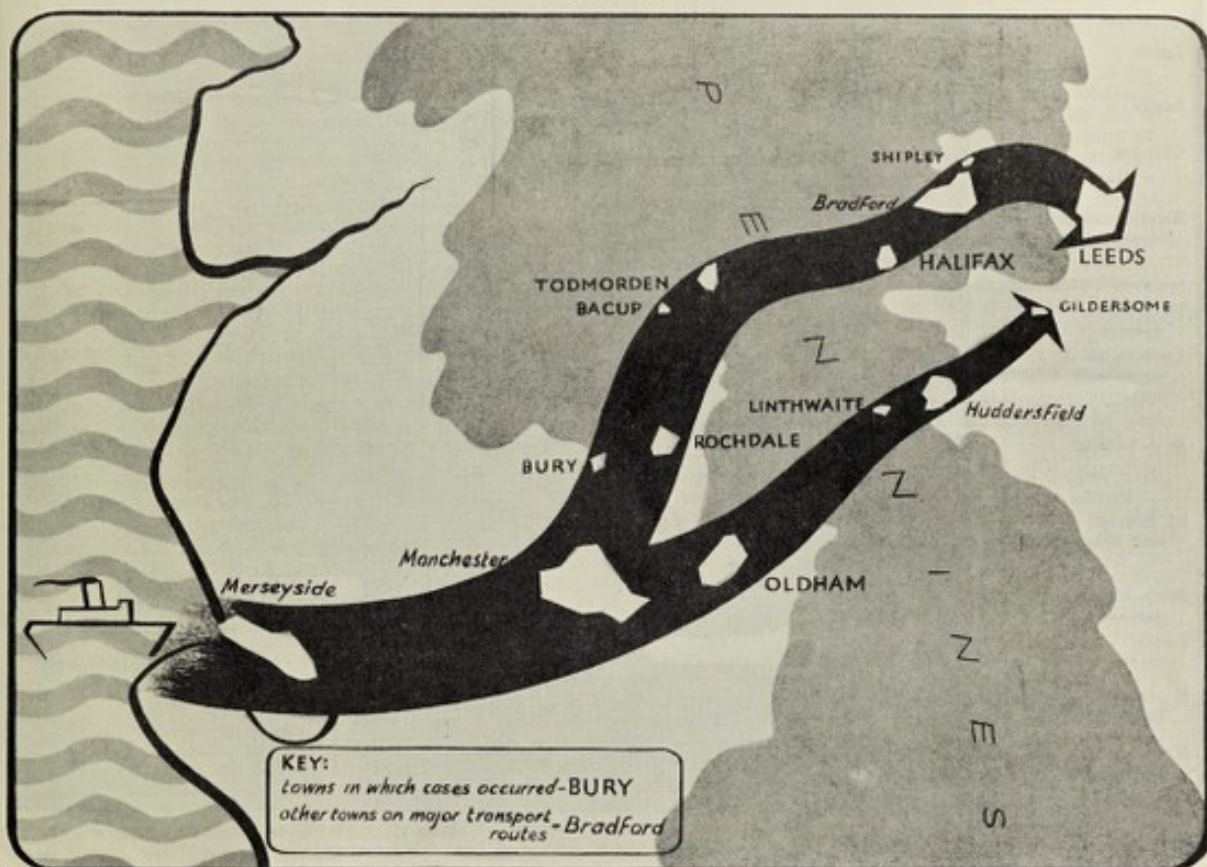 P
E
N
N
I
N
E
S
SHIPLEY
Bradford
HALIFAX
LEEDS
TODMORDEN
BACUP
GILDERSOME
LINTHWAITE
Huddersfield
ROCHDALE
BURY
Manchester
OLDHAM
Merseyside
KEY:
towns in which cases occurred-BURY
other towns on major transport
routes -Bradford